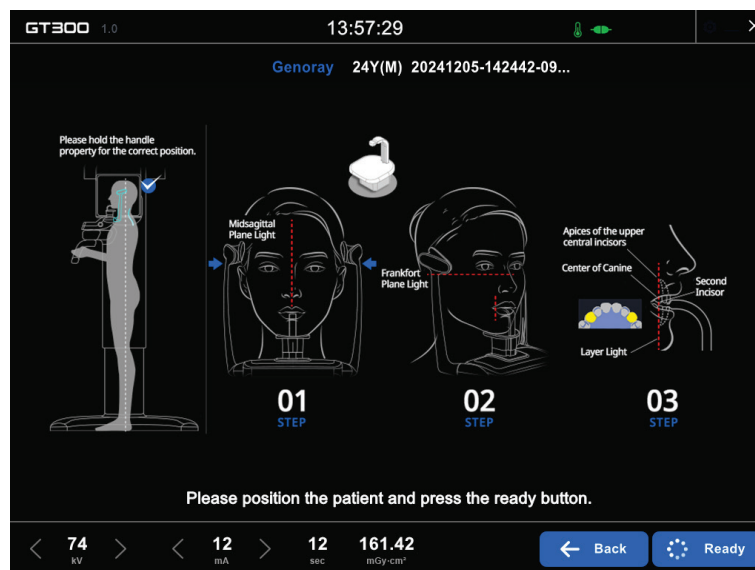 GT300 1.0
13:57:29
Genoray 24Y(M) 20241205-142442-09...
Please hold the handle
property for the correct position.
Midsagittal
Plane Light
01
STEP
Frankfort
Plane Light
02
STEP
Apices of the upper
central incisors
Center of Canine
Second
Incisor
Layer Light
03
STEP
Please position the patient and press the ready button.
74
kV
12
mA
12
sec
161.42
mGy·cm²
Back
Ready